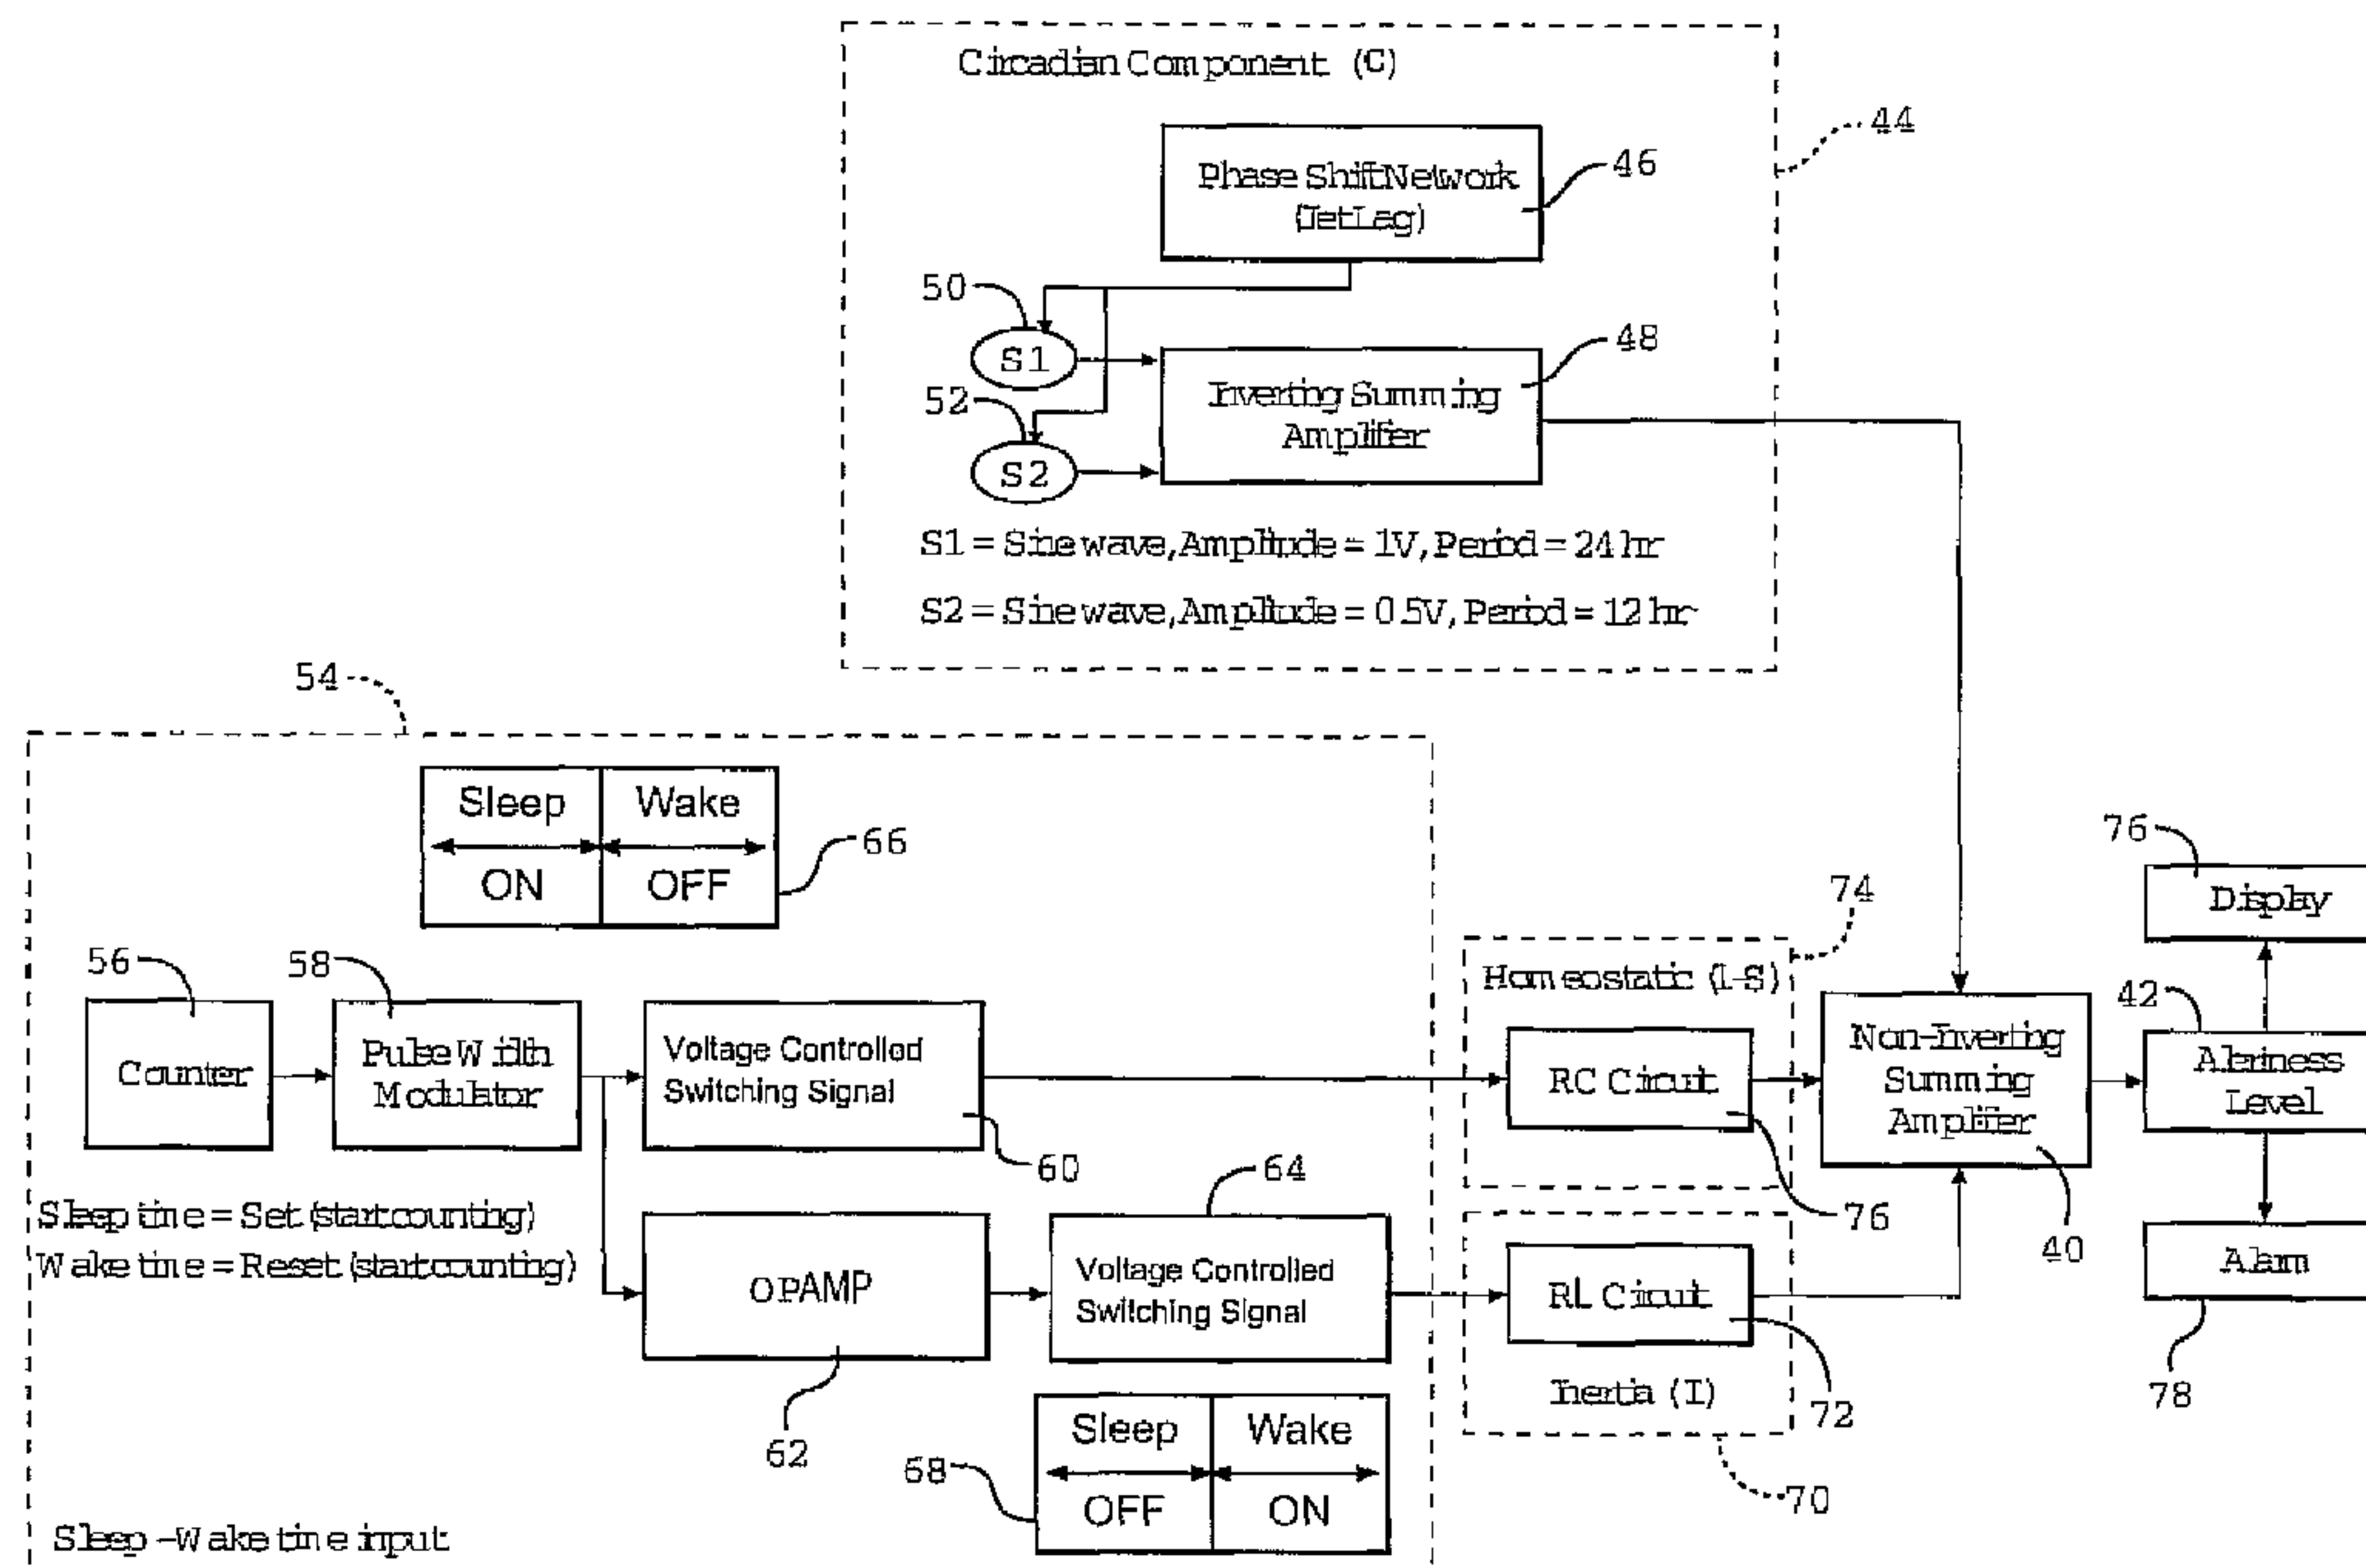 Circadian Component (C)
44
Phase Shift Network
(Jet Lag)
46
50
S1
48
Inverting Summing
Amplifer
52
S2
S1 = Sine wave, Amplitude = 1V, Period = 24 hr
S2 = Sine wave, Amplitude = 0.5V, Period = 12 hr
54
Sleep
Wake
ON
OFF
66
76
Display
74
56
58
Homeostatic (1-S)
42
Counter
Pulse Width
Modulator
Voltage Controlled
Switching Signal
60
RC Circuit
76
Non-Inverting
Summing
Amplifer
40
Alertness
Level
Sleep time = Set (start counting)
Wake time = Reset (start counting)
64
OPAMP
62
Voltage Controlled
Switching Signal
RL Circuit
72
Inertia (I)
70
Alarm
78
68
Sleep
Wake
OFF
ON
Sleep - Wake time input